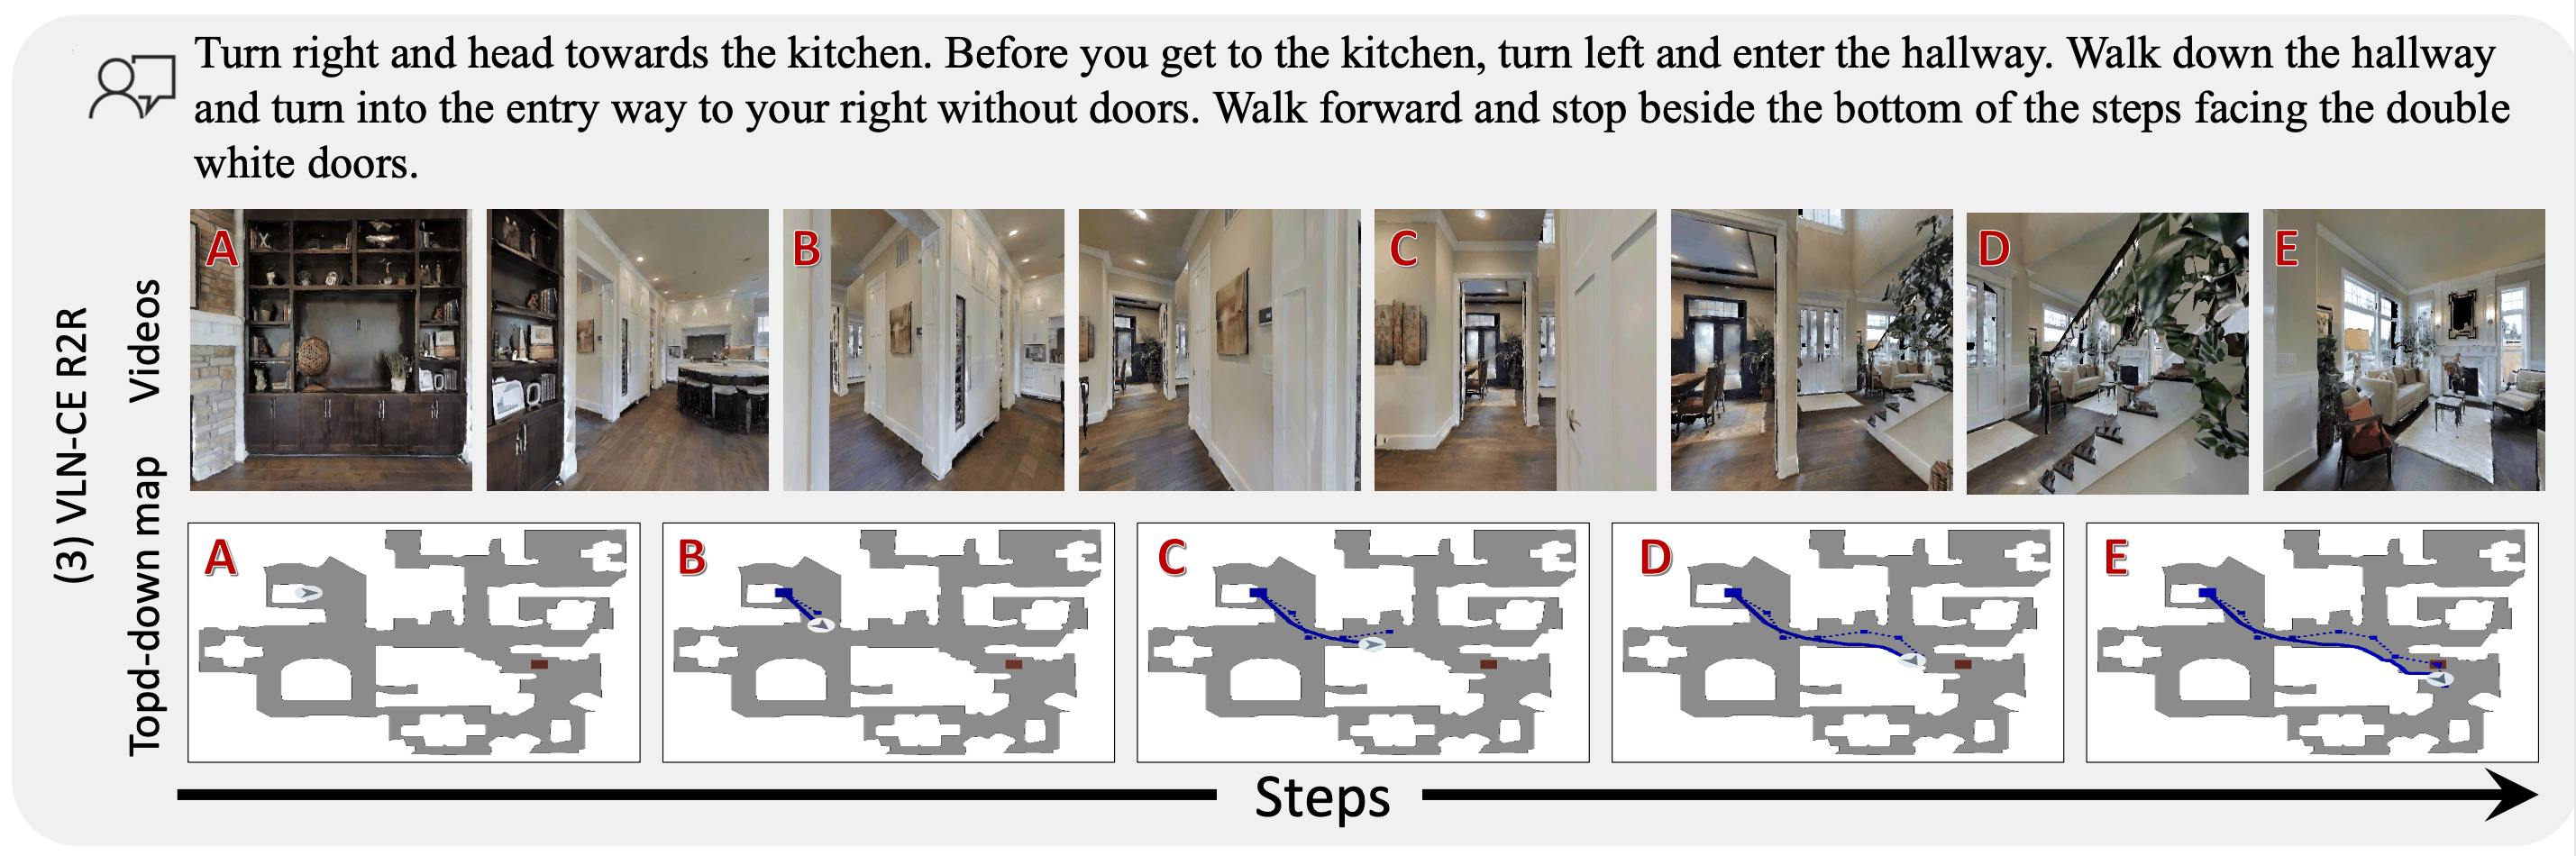 Turn right and head towards the kitchen. Before you get to the kitchen, turn left and enter the hallway. Walk down the hallway
and turn into the entry way to your right without doors. Walk forward and stop beside the bottom of the steps facing the double
white doors.
(3) VLN-CE R2R
Videos
A
B
C
D
E
Topd-down map
A
B
C
D
E
Steps